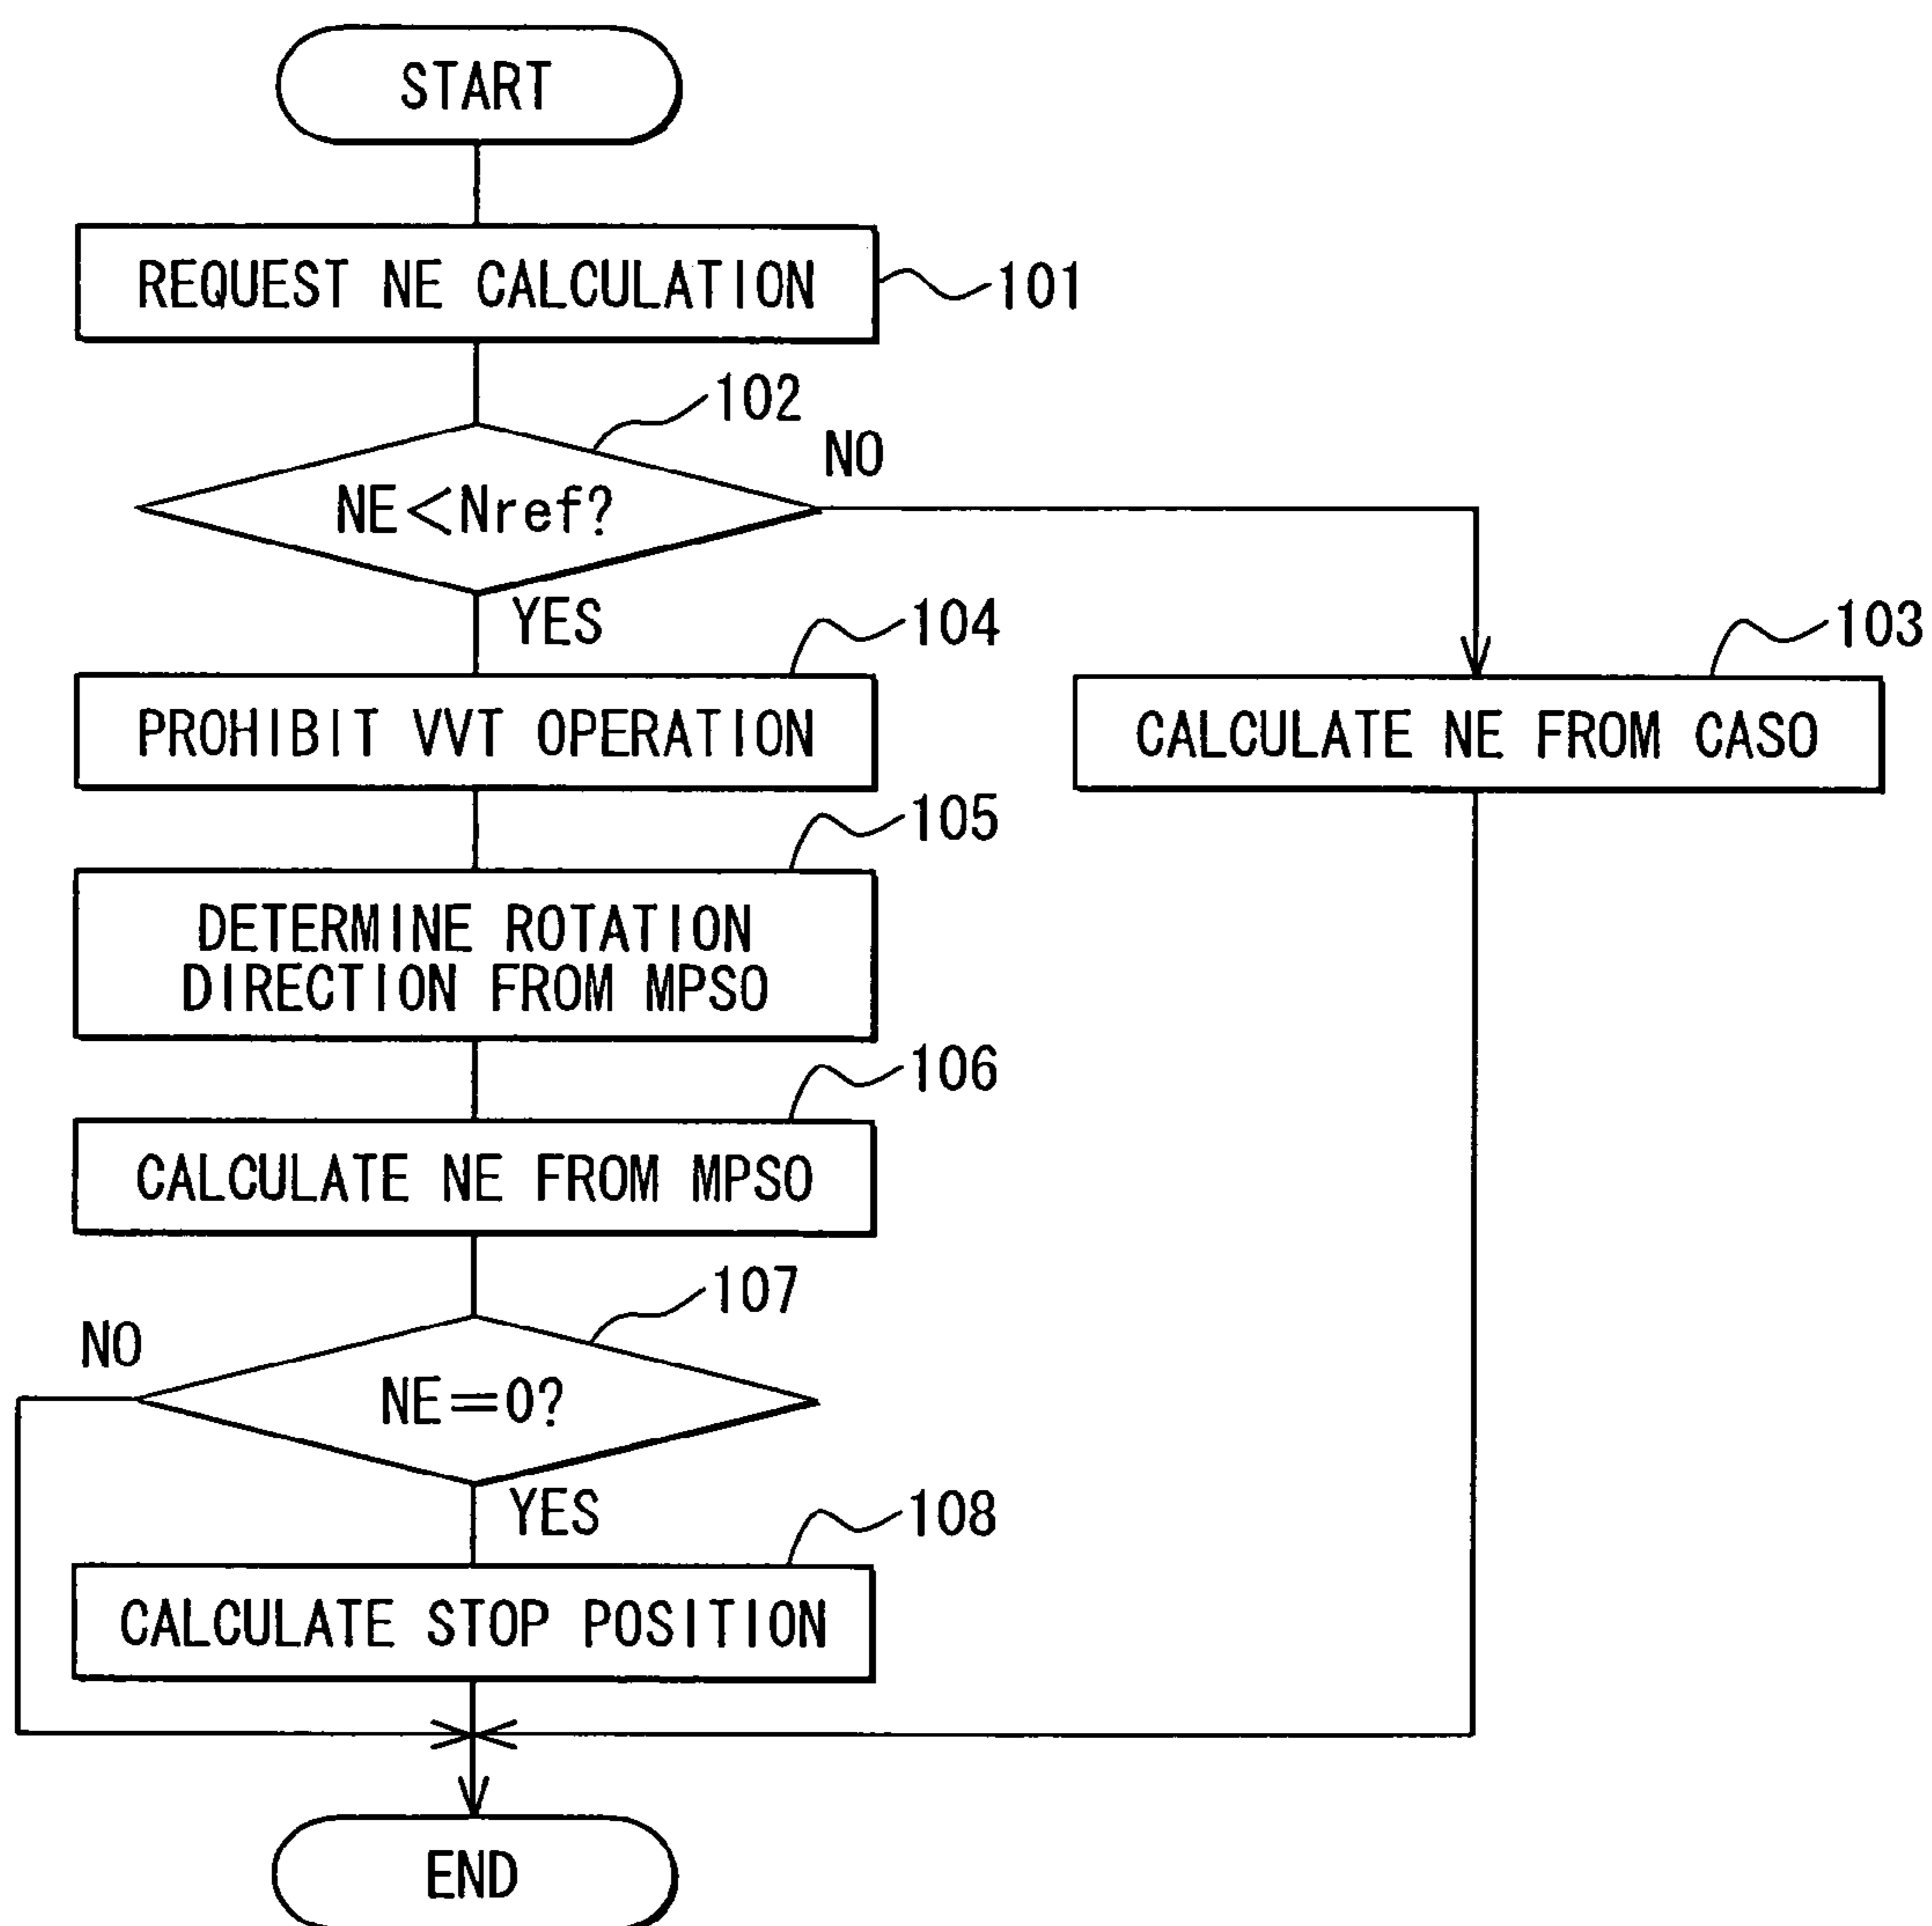 START
REQUEST NE CALCULATION
101
102
NE<Nref?
NO
YES
104
PROHIBIT VVT OPERATION
103
CALCULATE NE FROM CASO
105
DETERMINE ROTATION
DIRECTION FROM MPSO
106
CALCULATE NE FROM MPSO
107
NO
NE=0?
YES
108
CALCULATE STOP POSITION
END